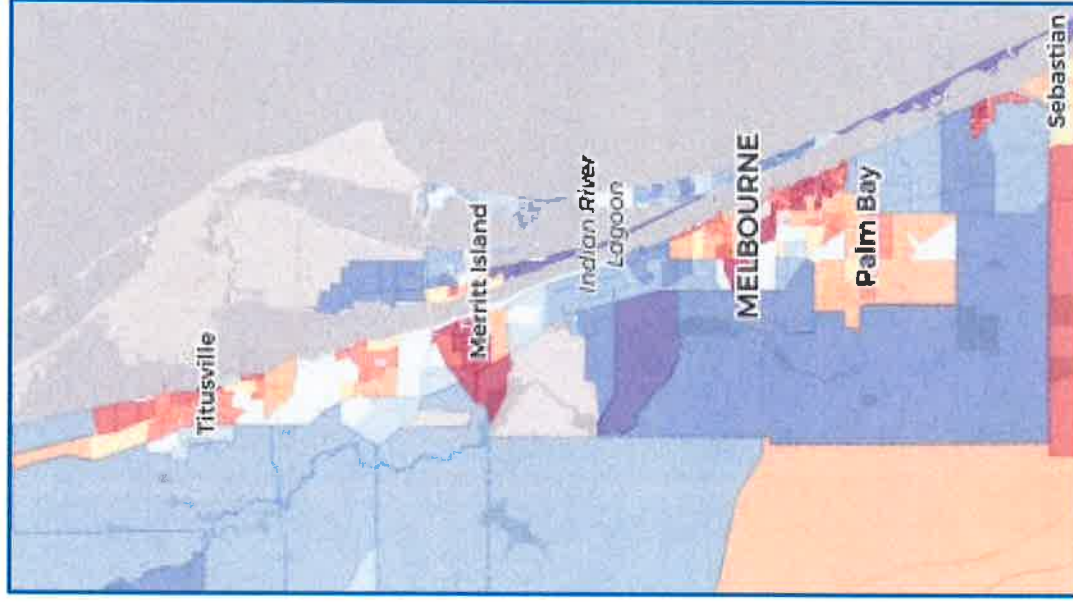 Titusville
Merritt Island
Indian River
Lagoon
MELBOURNE
Palm Bay
Sebastian